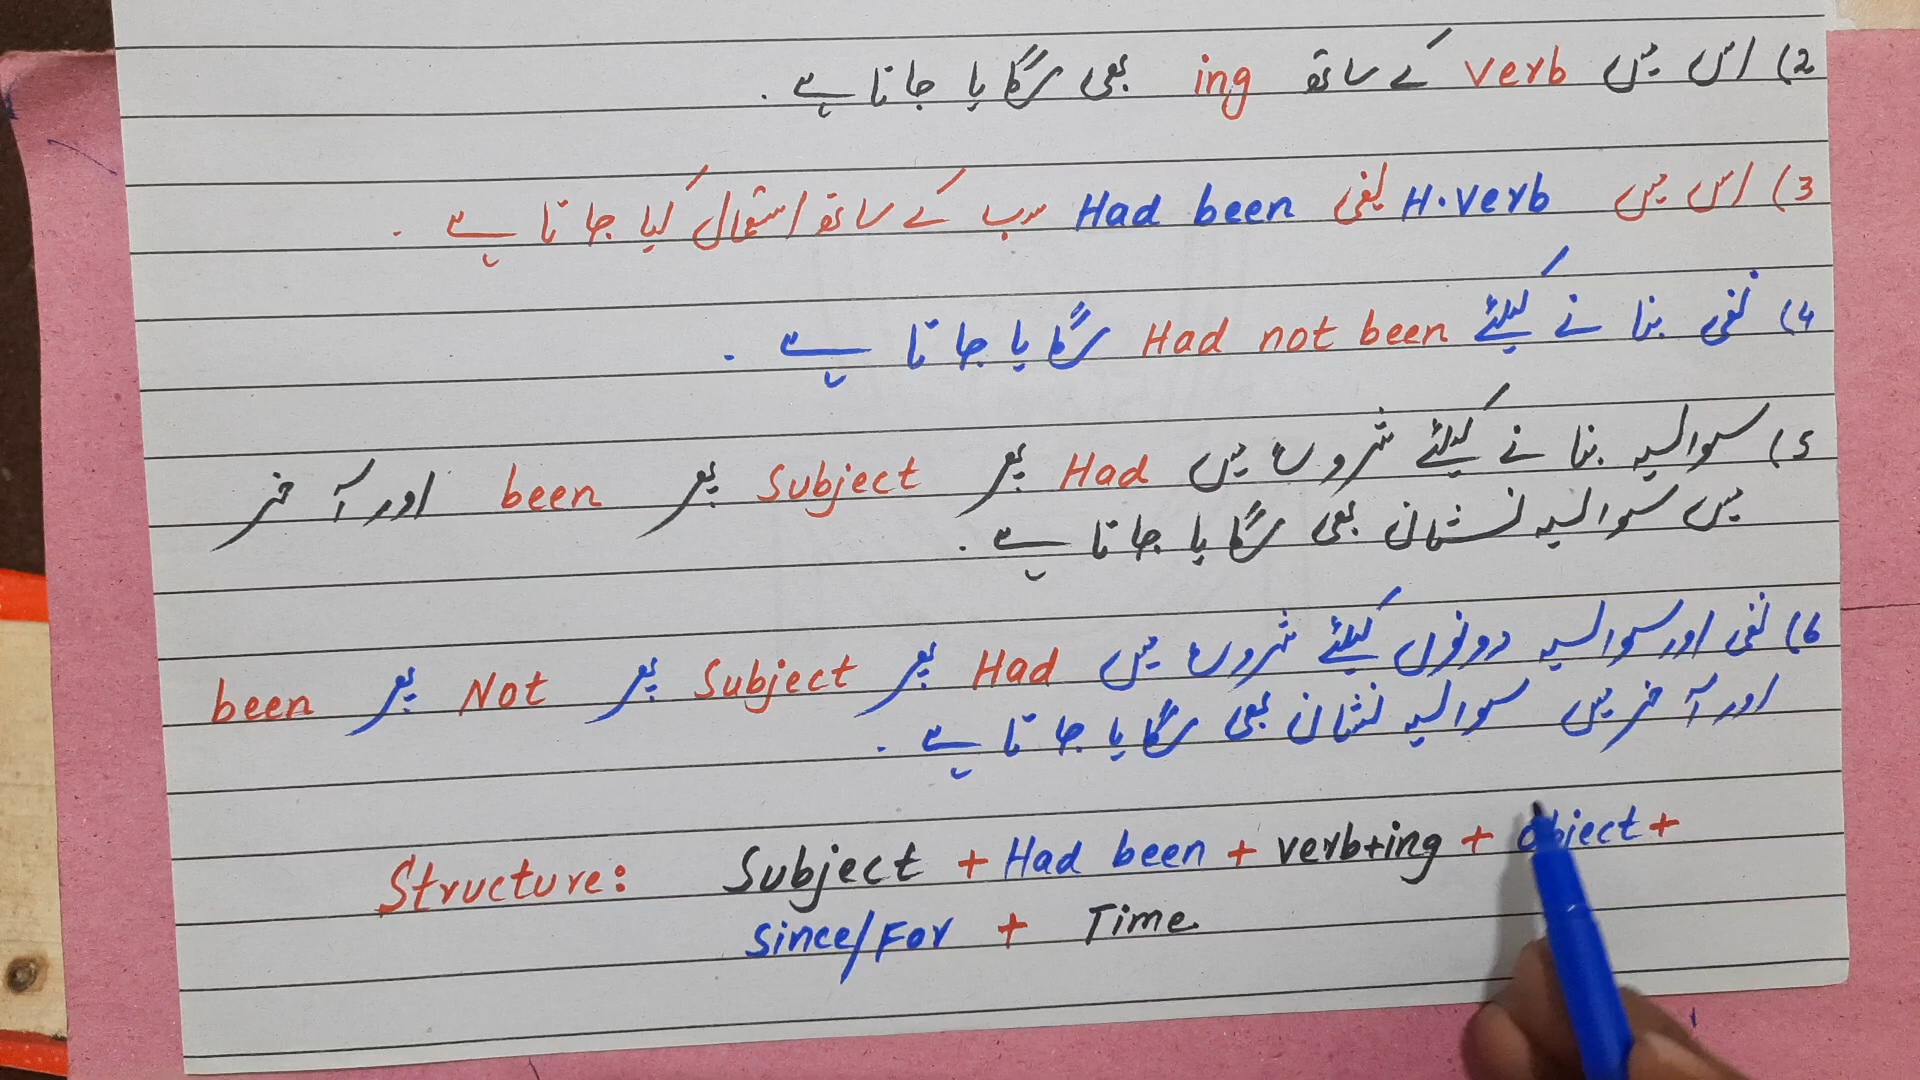 2) اس میں verb کے ساتھ ing بھی لگایا جاتا ہے۔
3) اس میں H.verb یعنی Had been سب کے ساتھ استعمال کیا جاتا ہے۔
4) نفی بنانے کیلئے Had not been لگایا جاتا ہے۔
5) سوالیہ بنانے کیلئے شروع میں Had پھر Subject پھر been اور آخر
میں سوالیہ نشان بھی لگایا جاتا ہے۔
6) نفی اور سوالیہ دونوں کیلئے شروع میں Had پھر Subject پھر Not پھر been
اور آخر میں سوالیہ نشان بھی لگایا جاتا ہے۔
Structure: Subject + Had been + verb+ing + object +
Since/For + Time